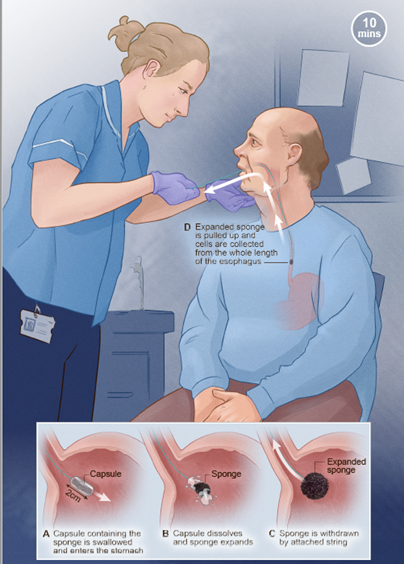 10
mins
D Expanded sponge
is pulled up and
cells are collected
from the whole length
of the esophagus
Capsule
2cm
A Capsule containing the
sponge is swallowed
and enters the stomach
Sponge
B Capsule dissolves
and sponge expands
Expanded
sponge
C Sponge is withdrawn
by attached string